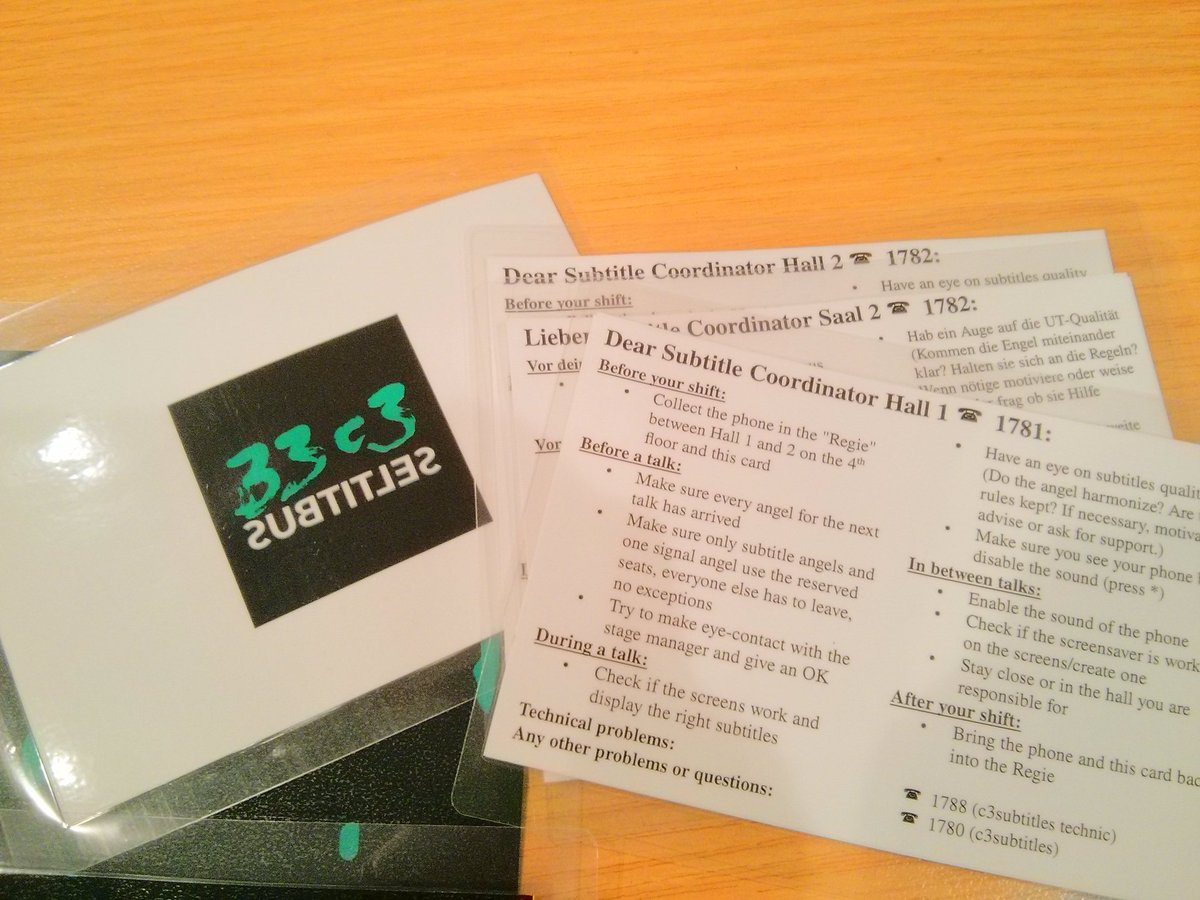 33c3
SUBTITLES
Dear Subtitle Coordinator Hall 2 ☎ 1782:
Before your shift:
• Have an eye on subtitles quality
Coordinator Saal 2 ☎ 1782:
Vor
• Hab ein Auge auf die UT-Qualität
(Kommen die Engel miteinander
klar? Halten sie sich an die Regeln?
Wenn nötige motiviere oder weise
frag ob sie Hilfe
Vor
Dear Subtitle Coordinator Hall 1 ☎ 1781:
Before your shift:
• Collect the phone in the "Regie"
between Hall 1 and 2 on the 4th
floor and this card
Before a talk:
• Make sure every angel for the next
talk has arrived
• Make sure only subtitle angels and
one signal angel use the reserved
seats, everyone else has to leave,
no exceptions
• Try to make eye-contact with the
stage manager and give an OK
During a talk:
• Check if the screens work and
display the right subtitles
• Have an eye on subtitles
(Do the angel harmonize? Are
rules kept? If necessary,
advise or ask for support.)
• Make sure you see your phone
disable the sound (press *)
In between talks:
• Enable the sound of the phone
• Check if the screensaver is
on the screens/create one
• Stay close or in the hall you are
responsible for
After your shift:
• Bring the phone and this card
into the Regie
Technical problems: ☎ 1788 (c3subtitles technic)
Any other problems or questions: ☎ 1780 (c3subtitles)